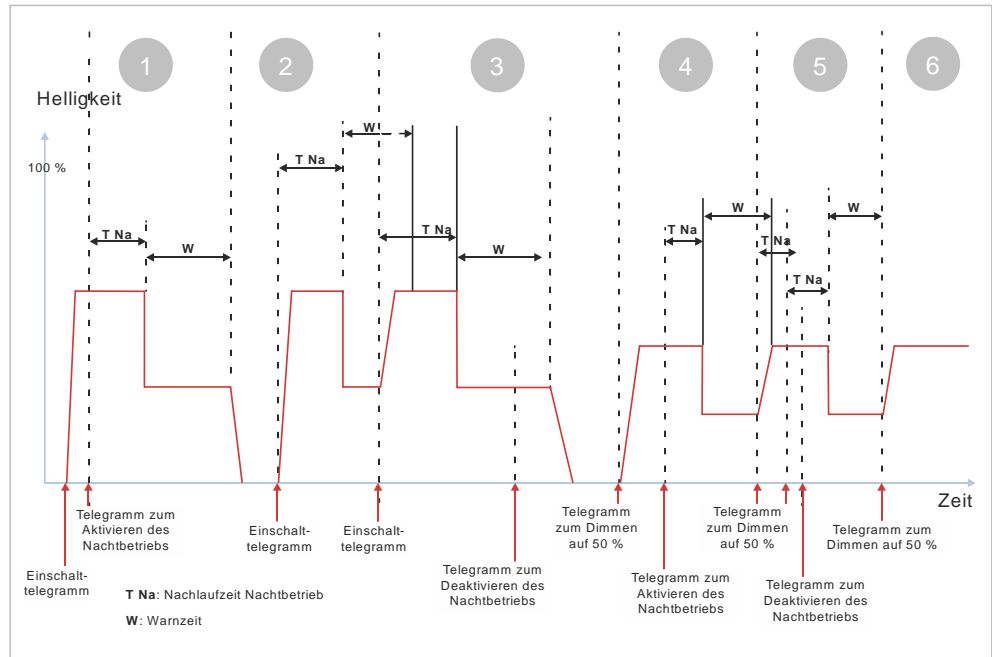 1
2
3
4
5
6
Helligkeit
100 %
W
T Na
T Na
W
T Na
W
T Na
W
T Na
T Na
W
Zeit
Einschalt-
telegramm
Telegramm zum
Aktivieren des
Nachtbetriebs
Einschalt-
telegramm
Einschalt-
telegramm
Telegramm zum
Deaktivieren des
Nachtbetriebs
Telegramm
zum Dimmen
auf 50 %
Telegramm zum
Aktivieren des
Nachtbetriebs
Telegramm
zum Dimmen
auf 50 %
Telegramm zum
Deaktivieren des
Nachtbetriebs
Telegramm zum
Dimmen auf 50 %
T Na: Nachlaufzeit Nachtbetrieb
W: Warnzeit